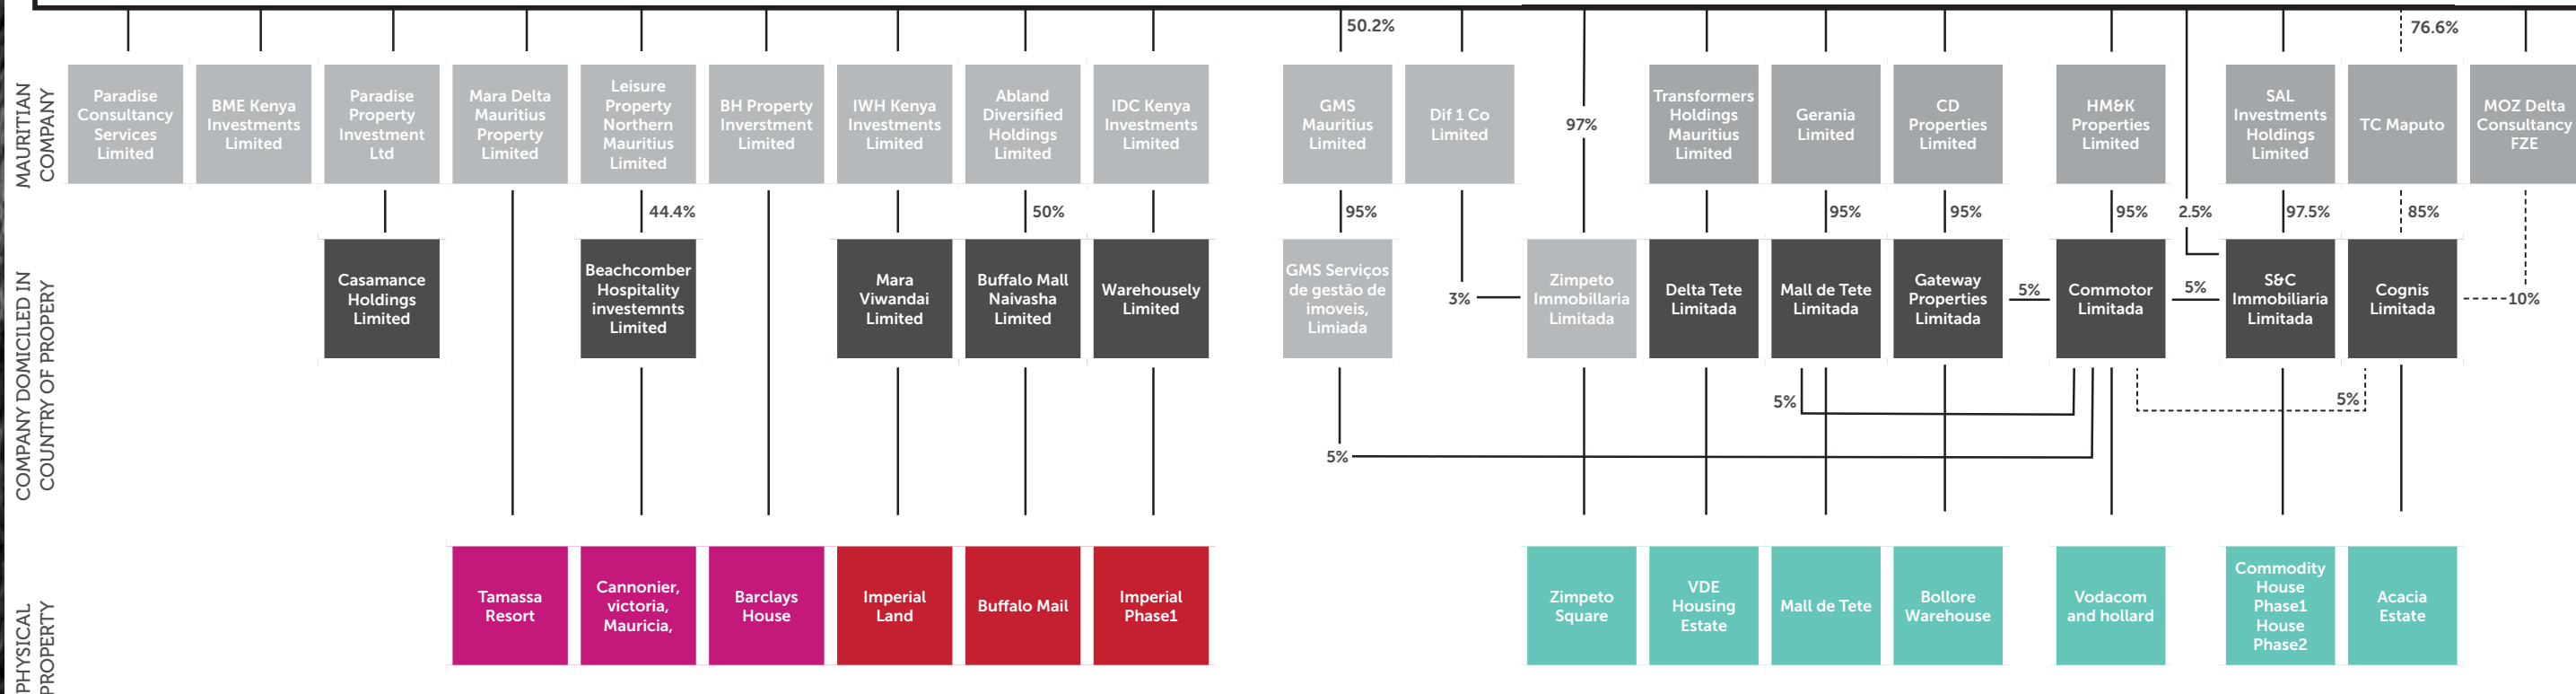 50.2%
76.6%
MAURITIAN
COMPANY
Paradise
Consultancy
Services
Limited
BME Kenya
Investments
Limited
Paradise
Property
Investment
Ltd
Mara Delta
Mauritius
Property
Limited
Leisure
Property
Northern
Mauritius
Limited
BH Property
Inverstment
Limited
IWH Kenya
Investments
Limited
Abland
Diversified
Holdings
Limited
IDC Kenya
Investments
Limited
GMS
Mauritius
Limited
Dif 1 Co
Limited
97%
Transformers
Holdings
Mauritius
Limited
Gerania
Limited
CD
Properties
Limited
HM&K
Properties
Limited
SAL
Investments
Holdings
Limited
TC Maputo
MOZ Delta
Consultancy
FZE
44.4%
50%
95%
95%
95%
95%
2.5%
97.5%
85%
COMPANY DOMICILED IN
COUNTRY OF PROPERY
Casamance
Holdings
Limited
Beachcomber
Hospitality
investemnts
Limited
Mara
Viwandai
Limited
Buffalo Mall
Naivasha
Limited
Warehousely
Limited
GMS Serviços
de gestão de
imoveis,
Limiada
3%
Zimpeto
Immobillaria
Limitada
Delta Tete
Limitada
Mall de Tete
Limitada
Gateway
Properties
Limitada
5%
Commotor
Limitada
5%
S&C
Immobiliaria
Limitada
Cognis
Limitada
10%
5%
5%
5%
PHYSICAL
PROPERTY
Tamassa
Resort
Cannonier,
victoria,
Mauricia,
Barclays
House
Imperial
Land
Buffalo Mail
Imperial
Phase1
Zimpeto
Square
VDE
Housing
Estate
Mall de Tete
Bollore
Warehouse
Vodacom
and hollard
Commodity
House
Phase1
House
Phase2
Acacia
Estate